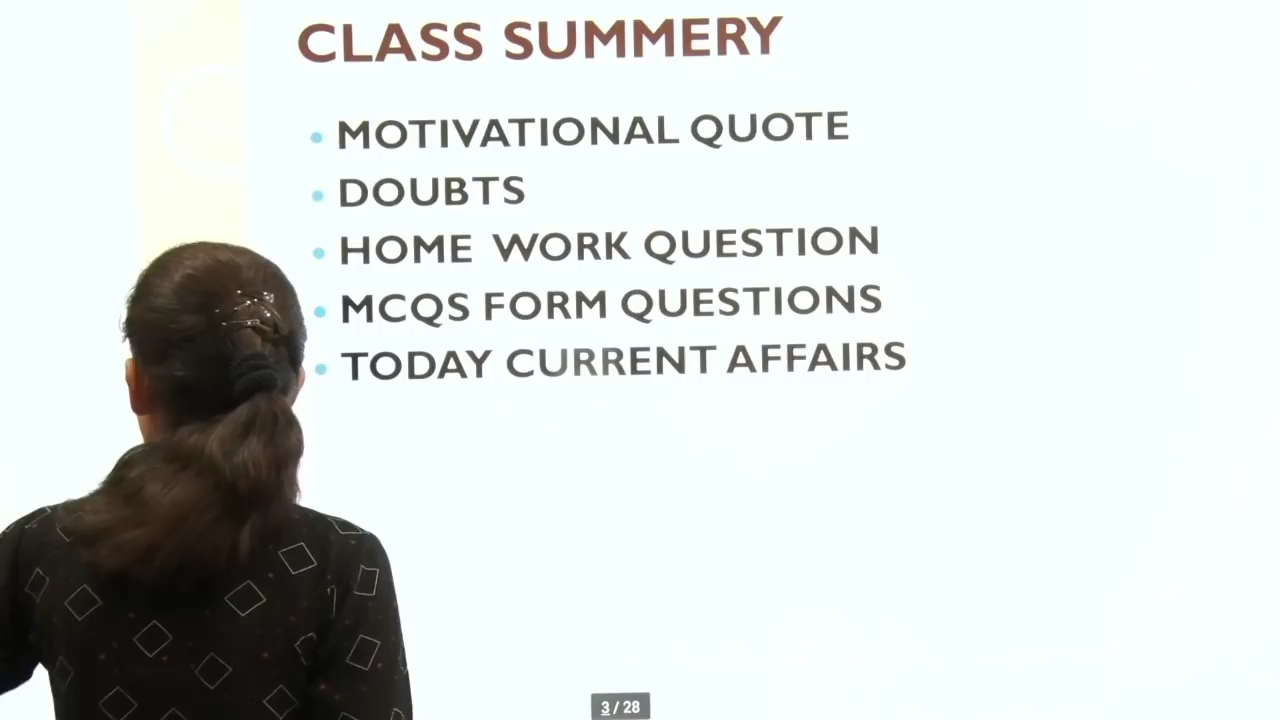 CLASS SUMMERY
• MOTIVATIONAL QUOTE
• DOUBTS
• HOME WORK QUESTION
• MCQS FORM QUESTIONS
• TODAY CURRENT AFFAIRS
3 / 28